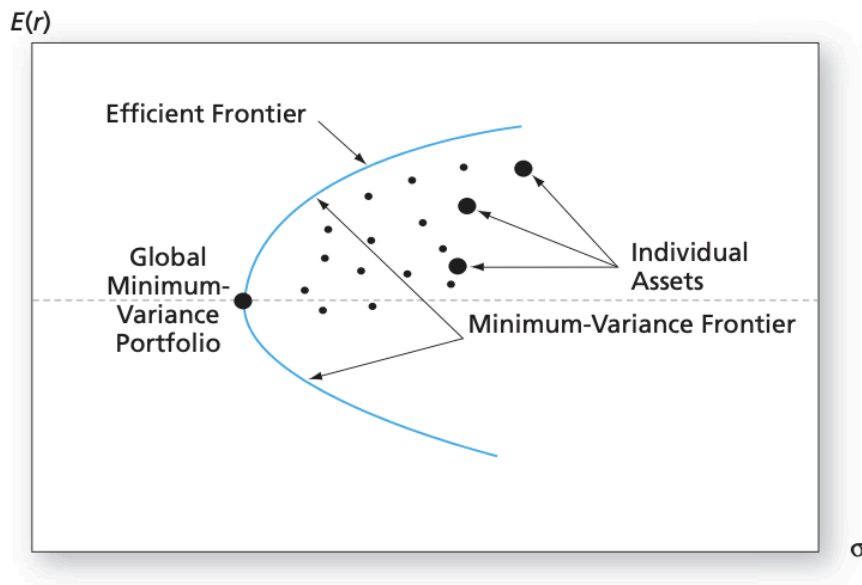 E(r)
Efficient Frontier
Global
Minimum-
Variance
Portfolio
Individual
Assets
Minimum-Variance Frontier
σ